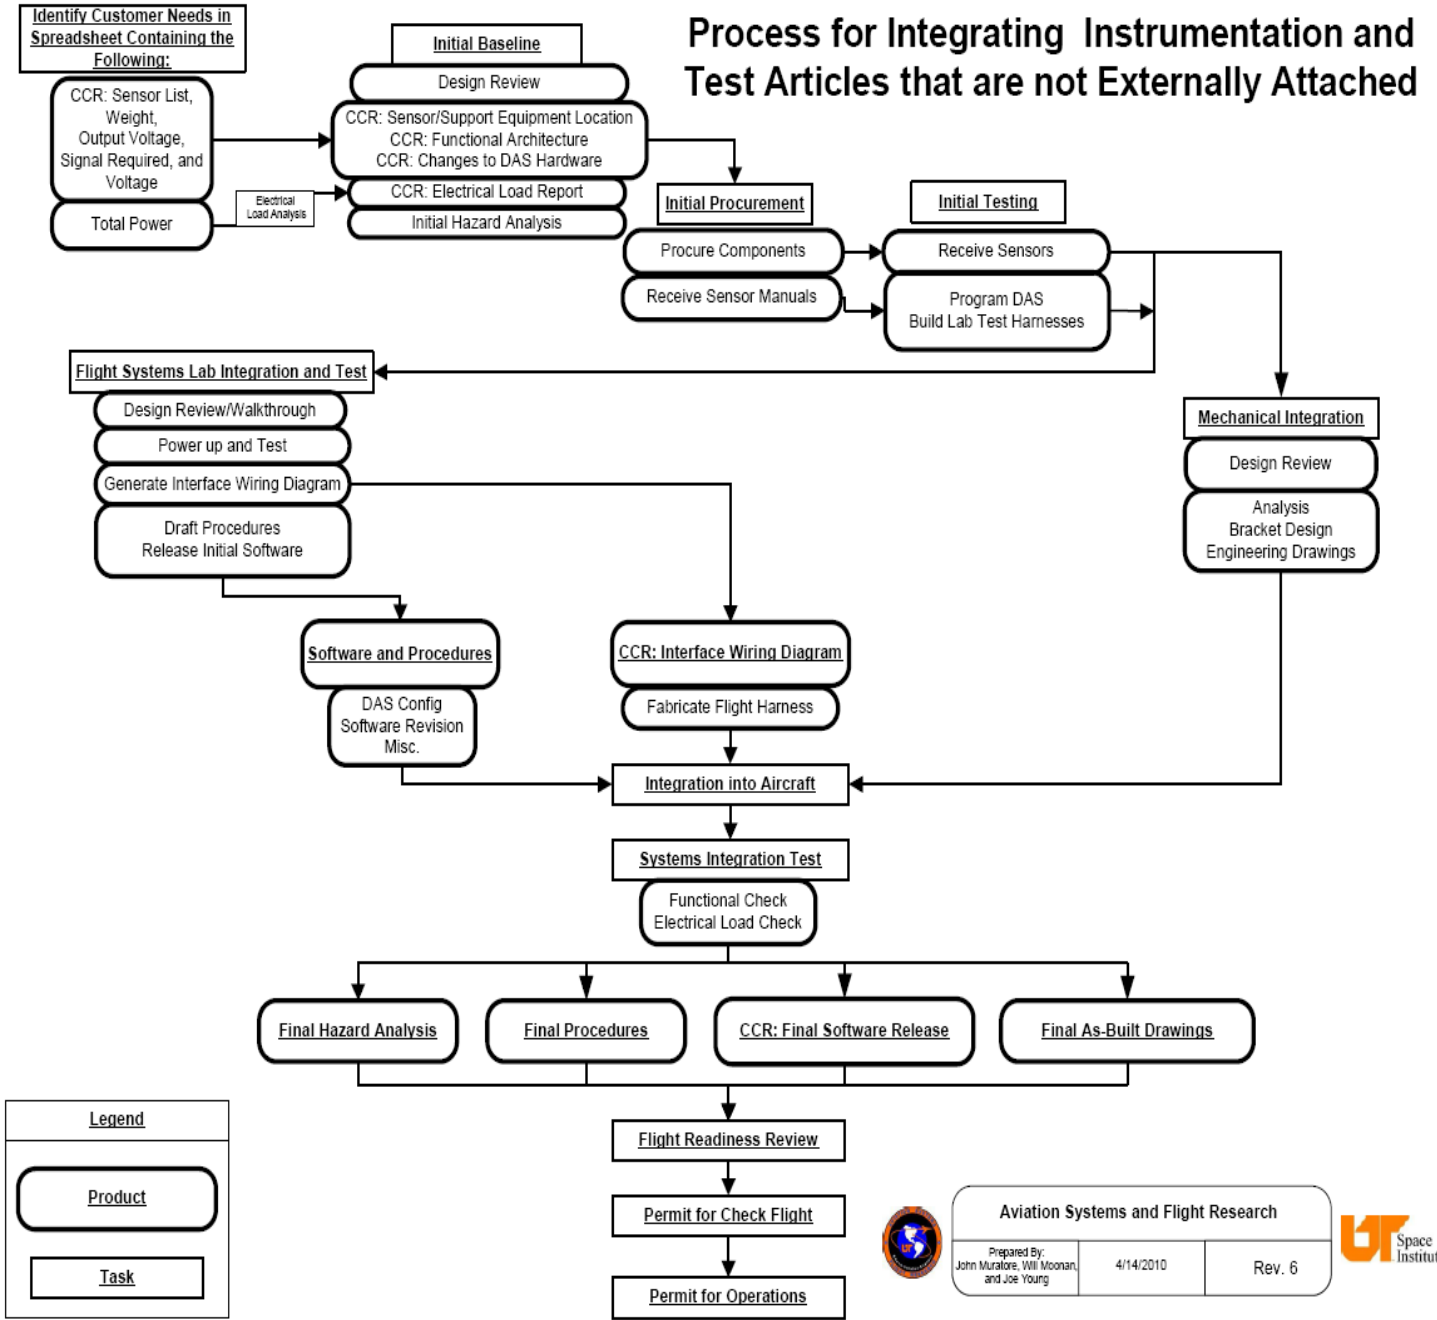 Process for Integrating Instrumentation and
Test Articles that are not Externally Attached
Identify Customer Needs in
Spreadsheet Containing the
Following:
CCR: Sensor List,
Weight,
Output Voltage,
Signal Required, and
Voltage
Total Power
Electrical
Load Analysis
Initial Baseline
Design Review
CCR: Sensor/Support Equipment Location
CCR: Functional Architecture
CCR: Changes to DAS Hardware
CCR: Electrical Load Report
Initial Hazard Analysis
Initial Procurement
Procure Components
Receive Sensor Manuals
Initial Testing
Receive Sensors
Program DAS
Build Lab Test Harnesses
Flight Systems Lab Integration and Test
Design Review/Walkthrough
Power up and Test
Generate Interface Wiring Diagram
Draft Procedures
Release Initial Software
Mechanical Integration
Design Review
Analysis
Bracket Design
Engineering Drawings
Software and Procedures
DAS Config
Software Revision
Misc.
CCR: Interface Wiring Diagram
Fabricate Flight Harness
Integration into Aircraft
Systems Integration Test
Functional Check
Electrical Load Check
Final Hazard Analysis
Final Procedures
CCR: Final Software Release
Final As-Built Drawings
Flight Readiness Review
Permit for Check Flight
Permit for Operations
Legend
Product
Task
Aviation Systems and Flight Research
Prepared By:
John Muratore, Will Moonan,
and Joe Young
4/14/2010
Rev. 6
UT
Space
Institut